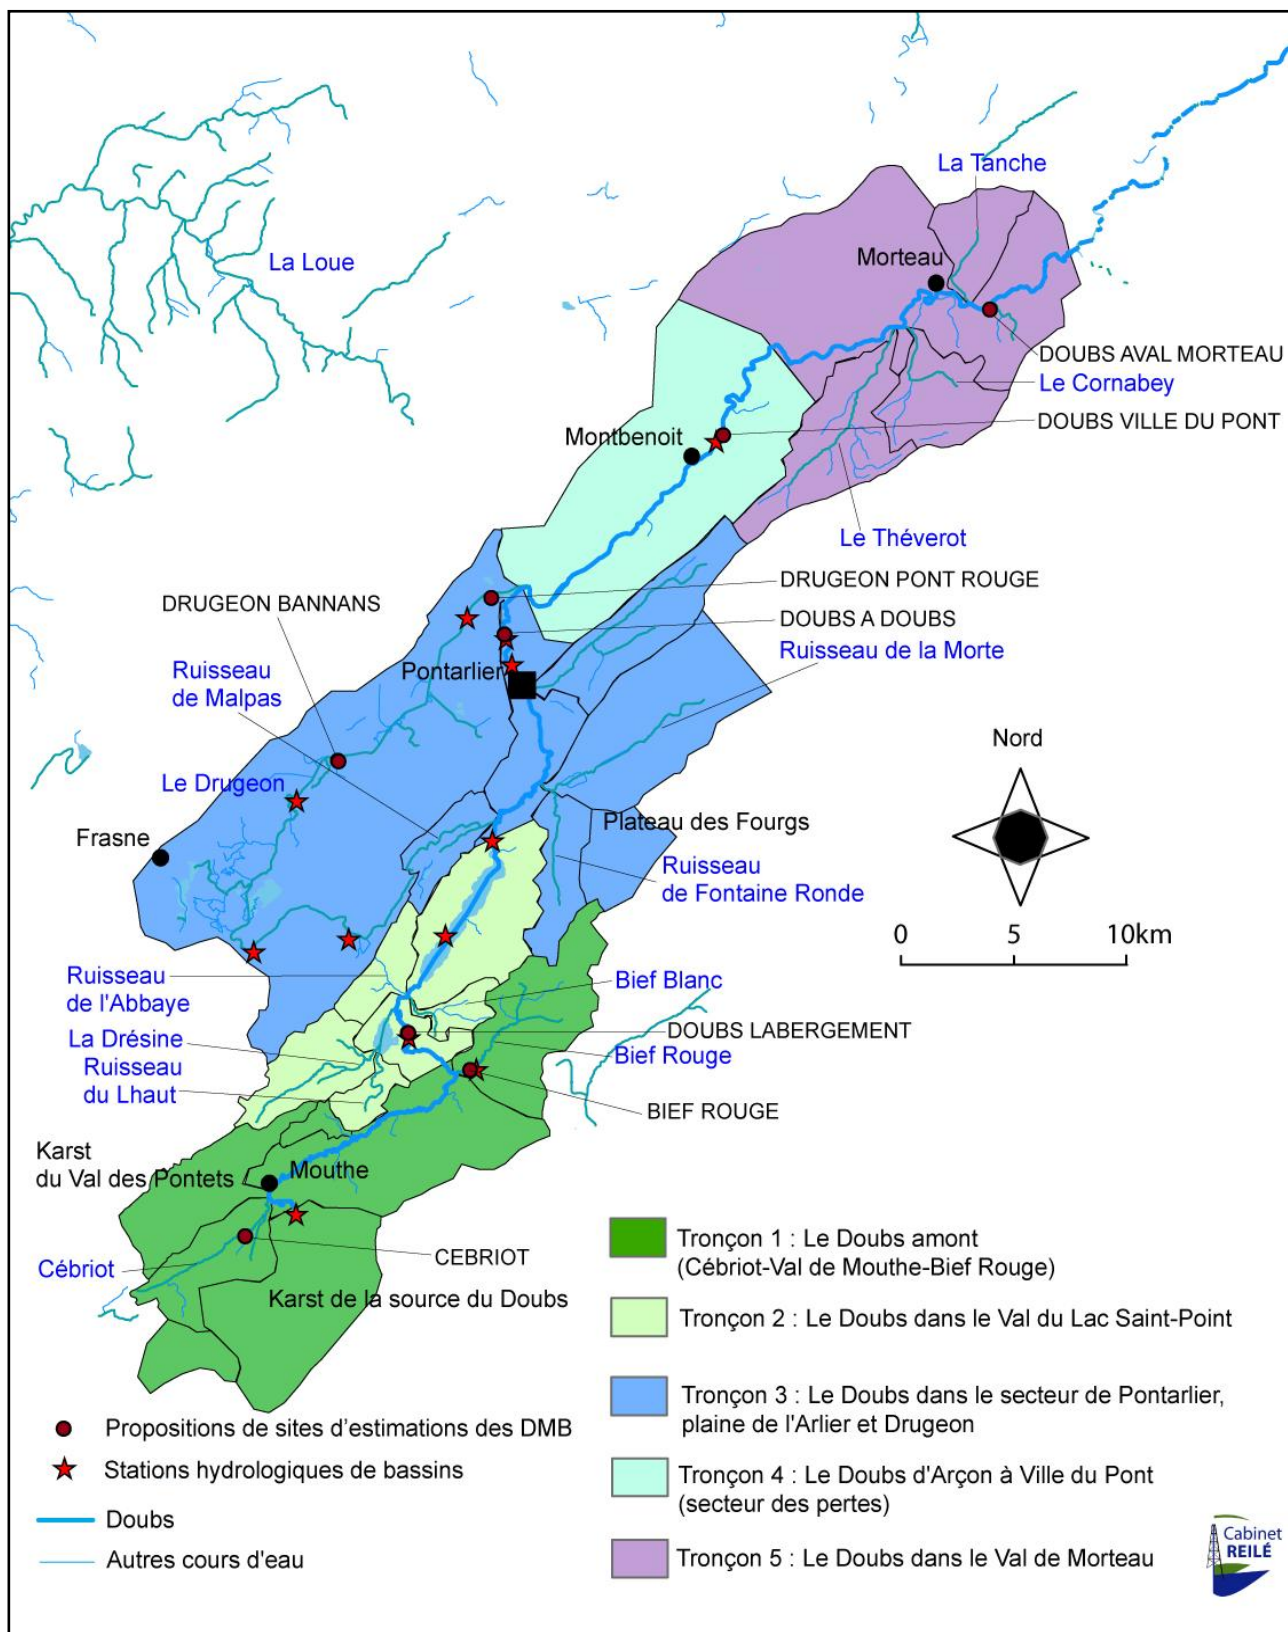 La Tanche
La Loue
Morteau
DOUBS AVAL MORTEAU
Le Cornabey
DOUBS VILLE DU PONT
Montbenoit
Le Théverot
DRUGEON PONT ROUGE
DRUGEON BANNANS
DOUBS A DOUBS
Ruisseau de la Morte
Ruisseau
de Malpas
Pontarlier
Nord
Le Drugeon
Plateau des Fourgs
Frasne
Ruisseau
de Fontaine Ronde
0 5 10km
Ruisseau
de l'Abbaye
Bief Blanc
DOUBS LABERGEMENT
La Drésine
Bief Rouge
Ruisseau
du Lhaut
BIEF ROUGE
Karst
du Val des Pontets
Mouthe
CEBRIOT
Cébriot
Karst de la source du Doubs
Propositions de sites d'estimations des DMB
Stations hydrologiques de bassins
Doubs
Autres cours d'eau
Tronçon 1 : Le Doubs amont
(Cébriot-Val de Mouthe-Bief Rouge)
Tronçon 2 : Le Doubs dans le Val du Lac Saint-Point
Tronçon 3 : Le Doubs dans le secteur de Pontarlier,
plaine de l'Arlier et Drugeon
Tronçon 4 : Le Doubs d'Arçon à Ville du Pont
(secteur des pertes)
Tronçon 5 : Le Doubs dans le Val de Morteau
Cabinet
REILÉ